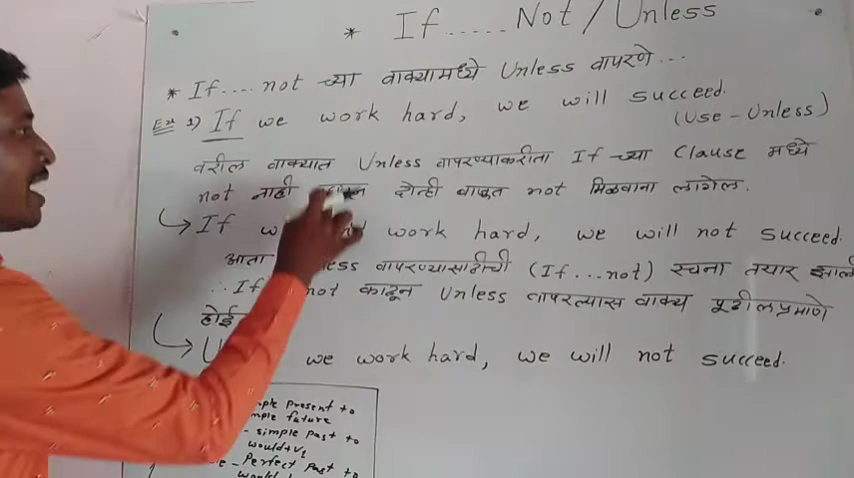 * If ..... Not / Unless
* If .... not च्या वाक्यामध्ये Unless वापरणे ...
Ex 1) If we work hard, we will succeed.
(Use - Unless)
वरील वाक्यात Unless वापरण्याकरीता If च्या Clause मध्ये
not नाही दोन्ही बाजूत not मिळवाना लागेल.
If work hard, we will not succeed.
आता वापरण्यासाठीची (If...not) रचना तयार झाली
∴ If not काढून Unless वापरल्यास वाक्य पूढीलप्रमाणे
होई
we work hard, we will not succeed.
present to
future
- simple past to
would+V1
- Perfect Past to